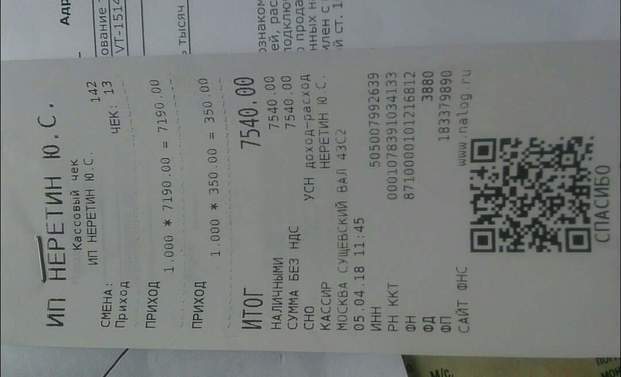 ИП НЕРЕТИН Ю.С.
Кассовый чек
ИП НЕРЕТИН Ю.С.
СМЕНА: 142
Приход ЧЕК: 13
ПРИХОД
1.000 * 7190.00 = 7190.00
ПРИХОД
1.000 * 350.00 = 350.00
ИТОГ 7540.00
НАЛИЧНЫМИ 7540.00
СУММА БЕЗ НДС 7540.00
СНО УСН доход-расход
КАССИР НЕРЕТИН Ю.С.
МОСКВА СУЩЕВСКИЙ ВАЛ 43С2
05.04.18 11:45
ИНН 505007992639
РН ККТ 0001078391034133
ФН 8710000101216812
ФД 3880
ФП 183379890
САЙТ ФНС www.nalog.ru
СПАСИБО
VT-1514
тысяч
М/С.